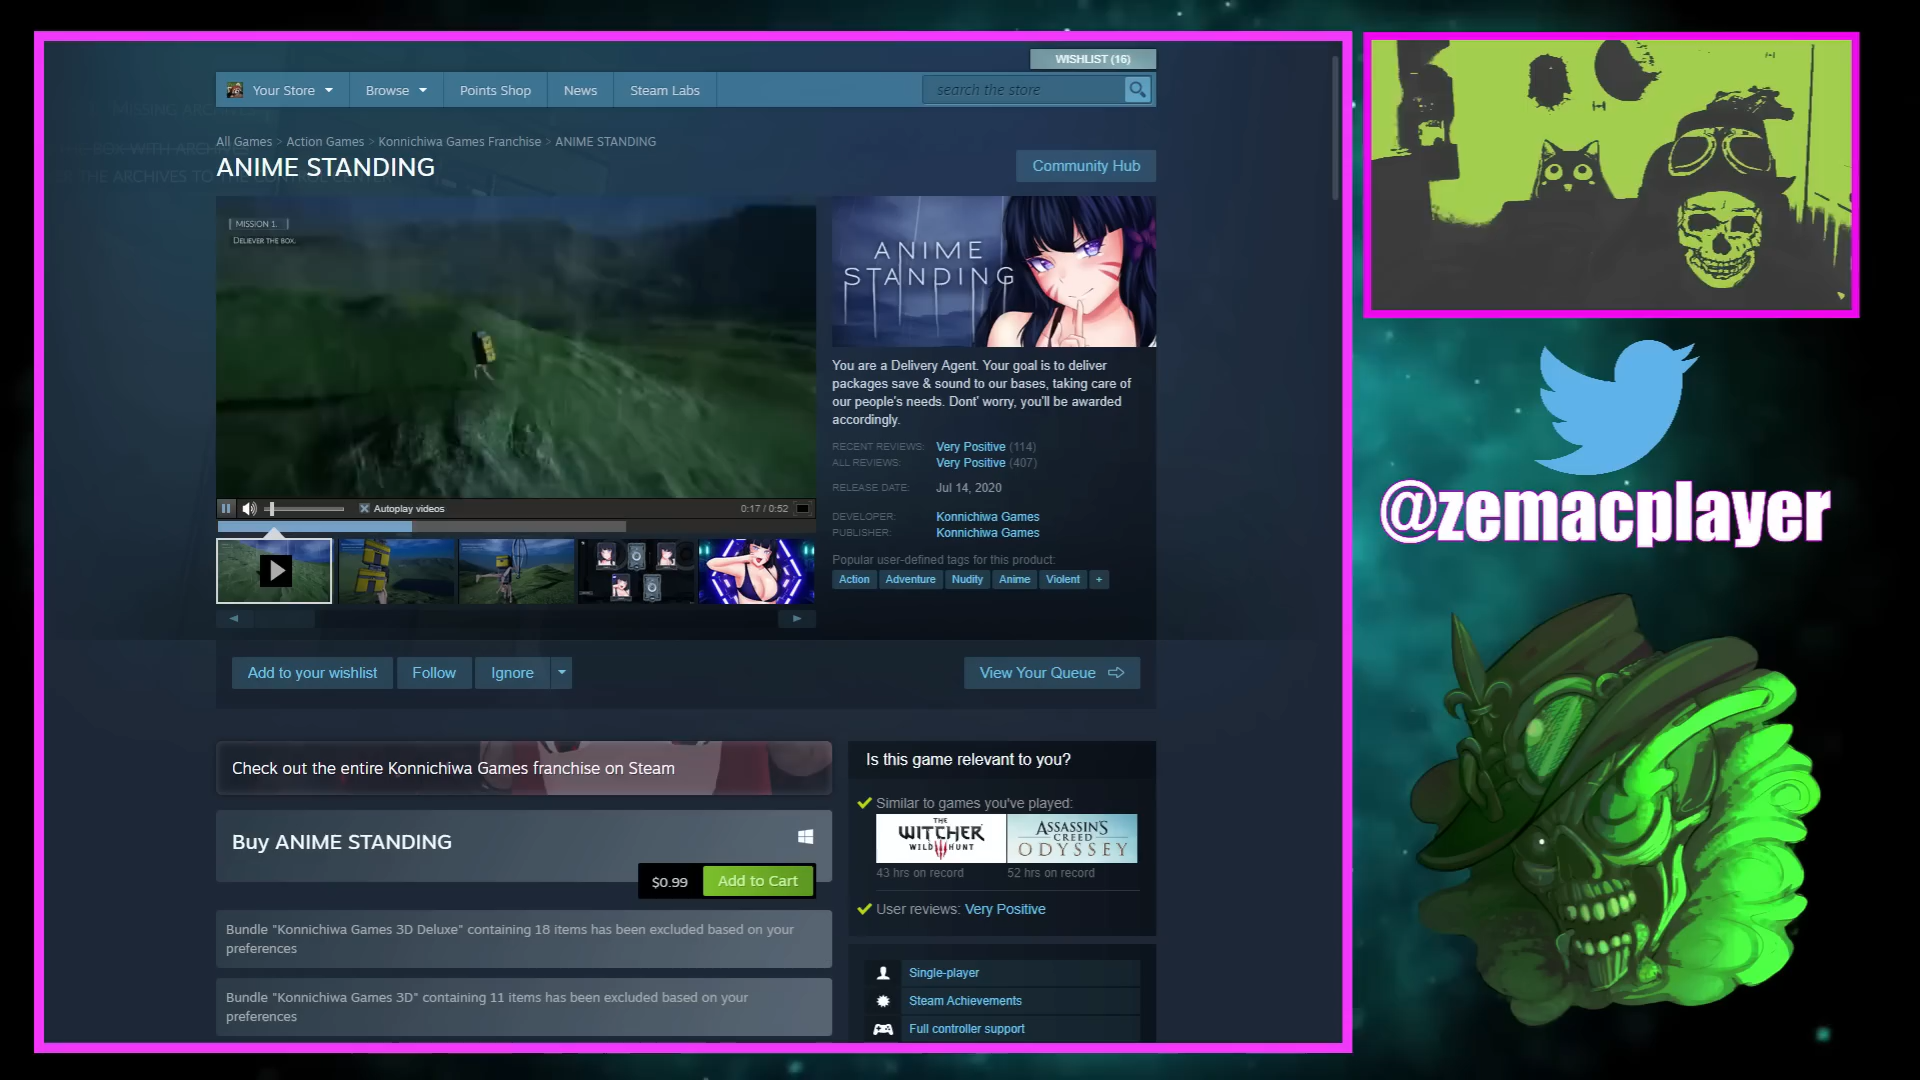 WISHLIST (16)
Your Store
Browse
Points Shop
News
Steam Labs
search the store
All Games > Action Games > Konnichiwa Games Franchise > ANIME STANDING
ANIME STANDING
Community Hub
MISSION 1.
DELIEVER THE BOX.
ANIME
STANDING
You are a Delivery Agent. Your goal is to deliver
packages save & sound to our bases, taking care of
our people's needs. Dont' worry, you'll be awarded
accordingly.
RECENT REVIEWS: Very Positive (114)
ALL REVIEWS: Very Positive (407)
RELEASE DATE: Jul 14, 2020
DEVELOPER: Konnichiwa Games
PUBLISHER: Konnichiwa Games
Popular user-defined tags for this product:
Action Adventure Nudity Anime Violent +
Autoplay videos
0:17 / 0:52
Add to your wishlist
Follow
Ignore
View Your Queue
Check out the entire Konnichiwa Games franchise on Steam
Buy ANIME STANDING
$0.99
Add to Cart
Bundle "Konnichiwa Games 3D Deluxe" containing 18 items has been excluded based on your
preferences
Bundle "Konnichiwa Games 3D" containing 11 items has been excluded based on your
preferences
Is this game relevant to you?
Similar to games you've played:
THE
WITCHER
WILD HUNT
ASSASSIN'S
CREED
ODYSSEY
43 hrs on record
52 hrs on record
User reviews: Very Positive
Single-player
Steam Achievements
Full controller support
@zemacplayer